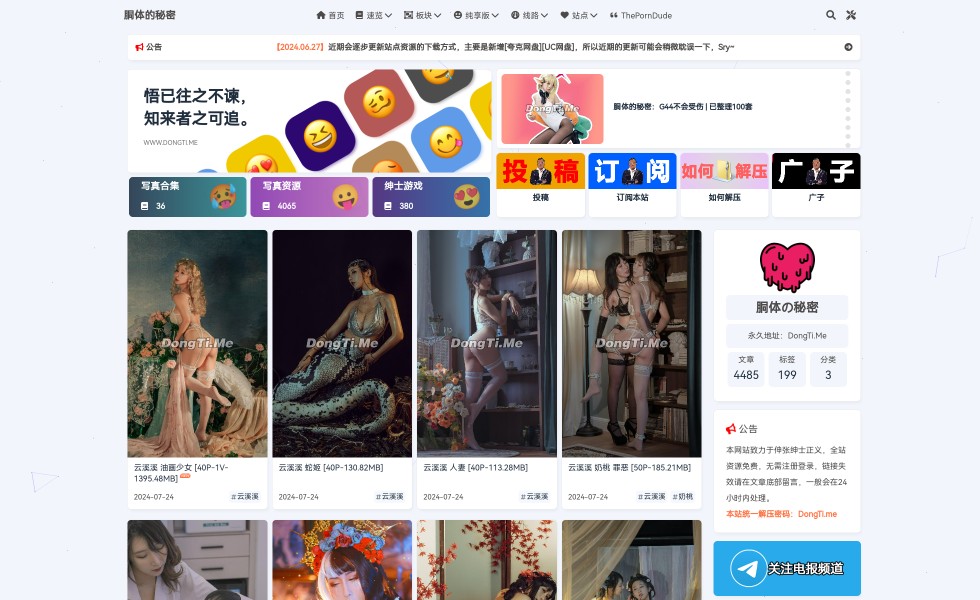 胴体的秘密
首页 速览 板块 纯享版 线路 站点 ThePornDude
公告
【2024.06.27】近期会逐步更新站点资源的下载方式，主要是新增[夸克网盘][UC网盘]，所以近期的更新可能会稍微耽误一下，Sry~
悟已往之不谏，
知来者之可追。
WWW.DONGTI.ME
DongTi.Me
胴体的秘密：G44不会受伤 | 已整理100套
写真合集
36
写真资源
4065
绅士游戏
380
投稿
订阅
如何解压
广子
投稿
订阅本站
如何解压
广子
DongTi.Me
DongTi.Me
DongTi.Me
DongTi.Me
云溪溪 油画少女 [40P-1V-
1395.48MB]
2024-07-24 #云溪溪
云溪溪 蛇姬 [40P-130.82MB]
2024-07-24 #云溪溪
云溪溪 人妻 [40P-113.28MB]
2024-07-24 #云溪溪
云溪溪 奶桃 罪恶 [50P-185.21MB]
2024-07-24 #云溪溪 #奶桃
胴体の秘密
永久地址：DongTi.Me
文章 标签 分类
4485 199 3
公告
本网站致力于伸张绅士正义，全站
资源免费，无需注册登录，链接失
效请在文章底部留言，一般会在24
小时内处理。
本站统一解压密码：DongTi.me
关注电报频道